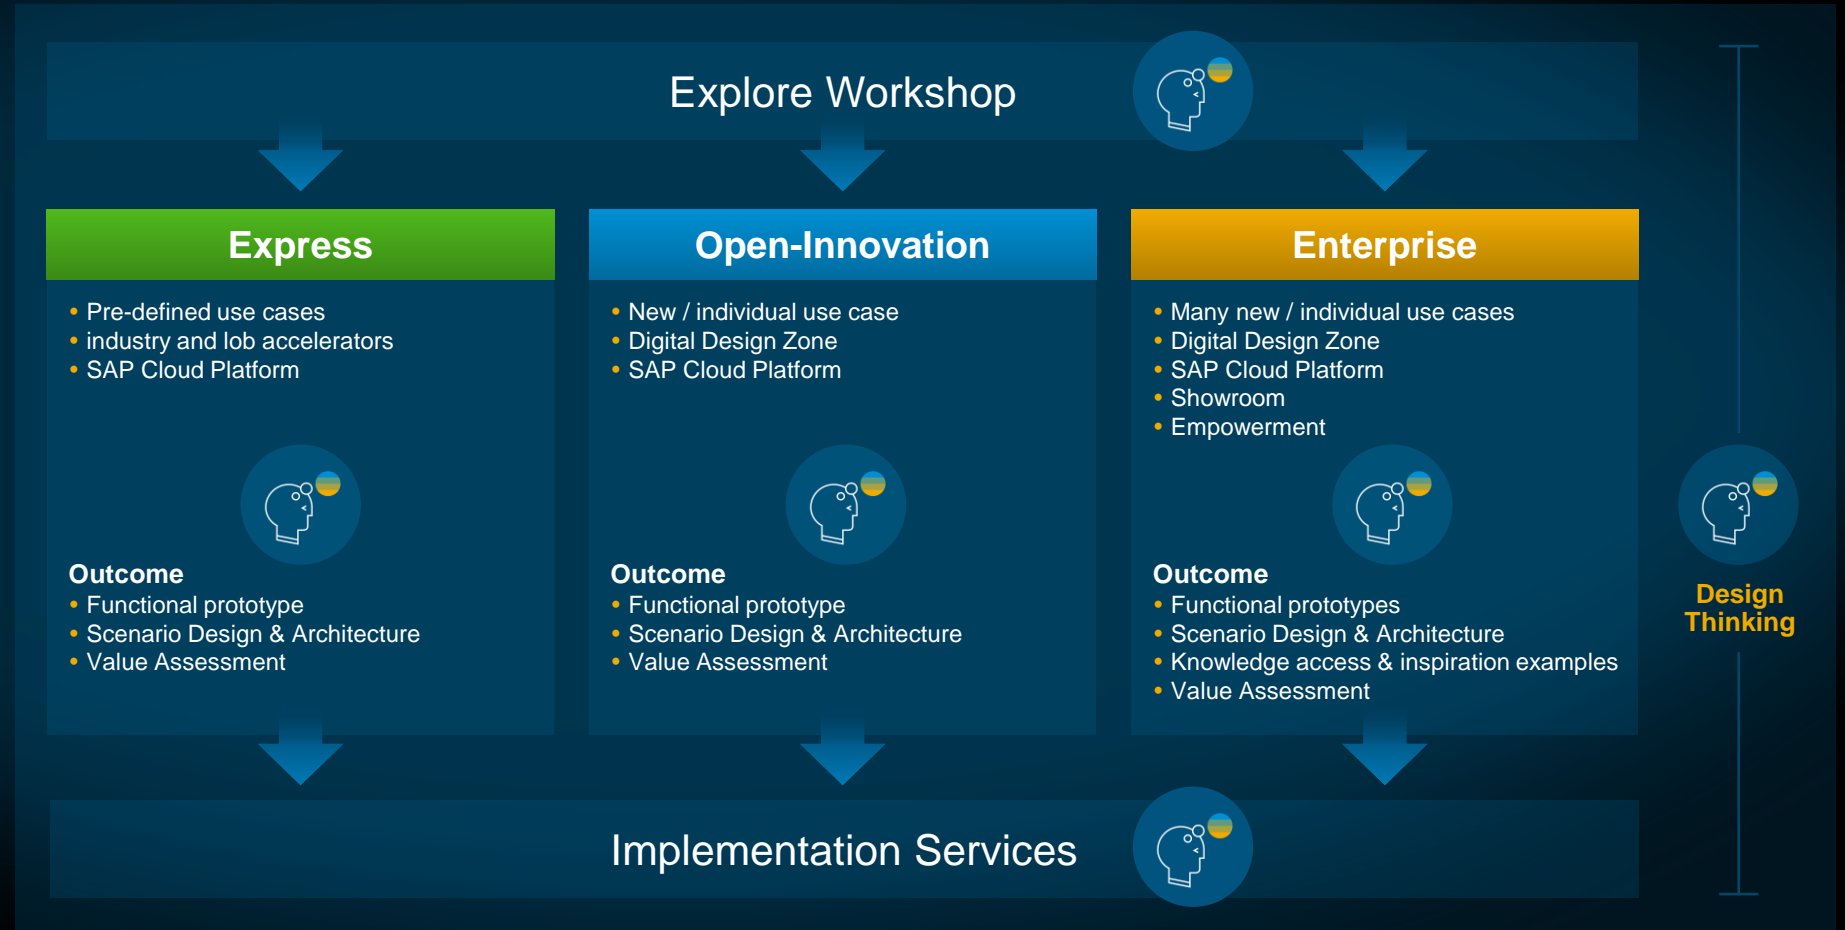 Explore Workshop
Express
• Pre-defined use cases
• industry and lob accelerators
• SAP Cloud Platform
Outcome
• Functional prototype
• Scenario Design & Architecture
• Value Assessment
Open-Innovation
• New / individual use case
• Digital Design Zone
• SAP Cloud Platform
Outcome
• Functional prototype
• Scenario Design & Architecture
• Value Assessment
Enterprise
• Many new / individual use cases
• Digital Design Zone
• SAP Cloud Platform
• Showroom
• Empowerment
Outcome
• Functional prototypes
• Scenario Design & Architecture
• Knowledge access & inspiration examples
• Value Assessment
Design
Thinking
Implementation Services